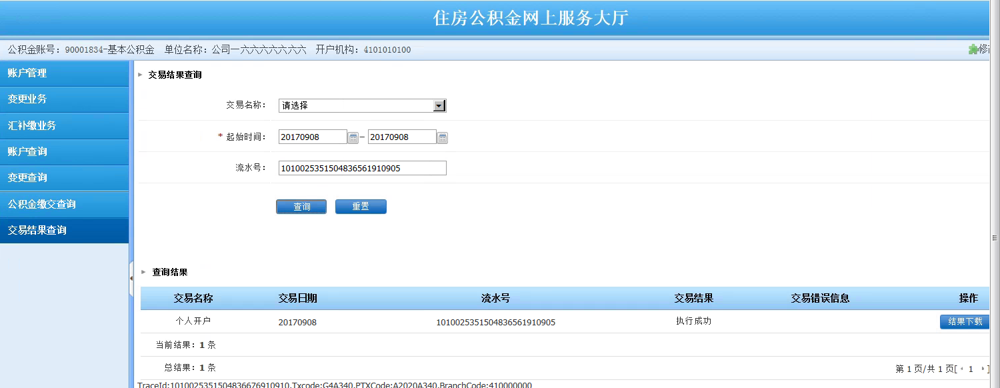 住房公积金网上服务大厅
公积金账号：90001834-基本公积金 单位名称：公司一六六六六六六六 开户机构：4101010100
账户管理
变更业务
汇补缴业务
账户查询
变更查询
公积金缴交查询
交易结果查询
交易结果查询
交易名称： 请选择
* 起始时间： 20170908 – 20170908
流水号： 1010025351504836561910905
查询 重置
查询结果
交易名称 交易日期 流水号 交易结果 交易错误信息 操作
个人开户 20170908 1010025351504836561910905 执行成功 结果下载
当前结果：1 条
总结果：1 条
第 1 页/共 1 页[ 1 ]
TraceId:1010025351504836676910910,Txcode:G4A340,PTXCode:A2020A340,BranchCode:410000000